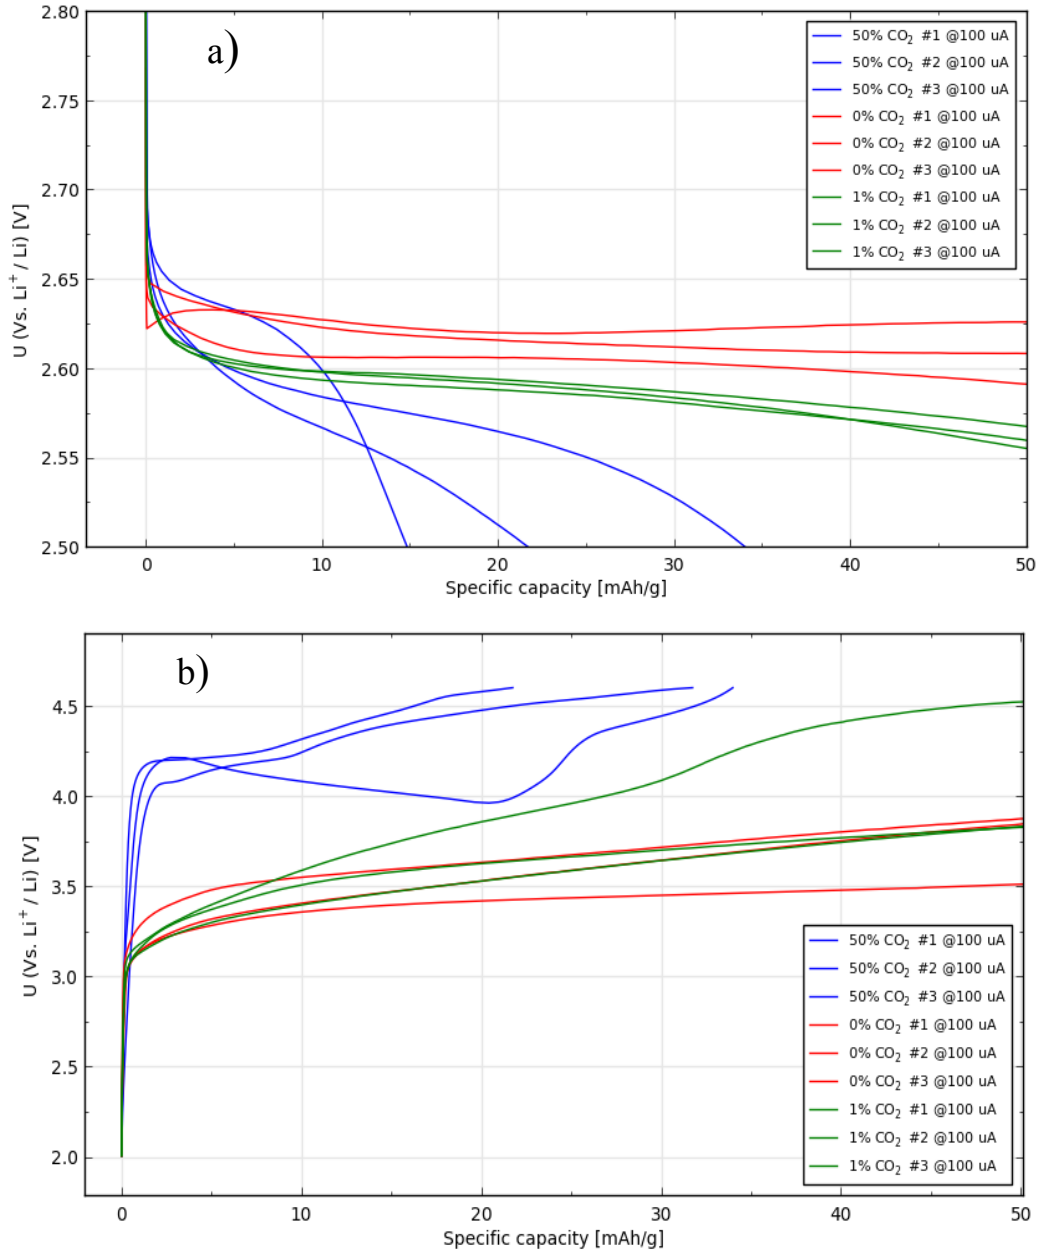 a)
2.80
2.75
2.70
2.65
2.60
2.55
2.50
U (Vs. Li⁺ / Li) [V]
50% CO₂ #1 @100 uA
50% CO₂ #2 @100 uA
50% CO₂ #3 @100 uA
0% CO₂ #1 @100 uA
0% CO₂ #2 @100 uA
0% CO₂ #3 @100 uA
1% CO₂ #1 @100 uA
1% CO₂ #2 @100 uA
1% CO₂ #3 @100 uA
0 10 20 30 40 50
Specific capacity [mAh/g]
b)
4.5
4.0
3.5
3.0
2.5
2.0
U (Vs. Li⁺ / Li) [V]
50% CO₂ #1 @100 uA
50% CO₂ #2 @100 uA
50% CO₂ #3 @100 uA
0% CO₂ #1 @100 uA
0% CO₂ #2 @100 uA
0% CO₂ #3 @100 uA
1% CO₂ #1 @100 uA
1% CO₂ #2 @100 uA
1% CO₂ #3 @100 uA
0 10 20 30 40 50
Specific capacity [mAh/g]